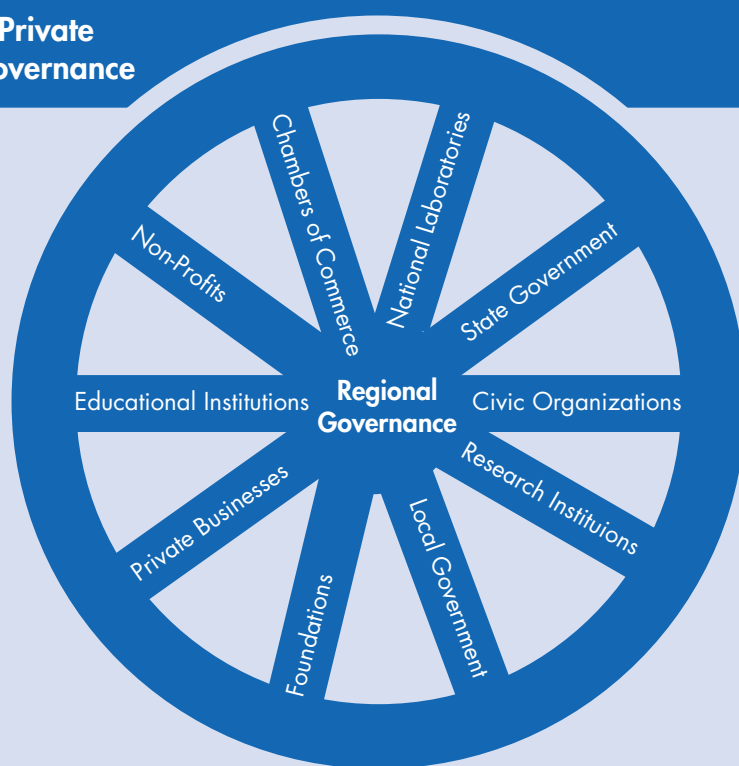 Private
overnance
Chambers of Commerce
National Laboratories
Non-Profits
State Government
Educational Institutions
Regional
Governance
Civic Organizations
Private Businesses
Research Instituions
Foundations
Local Government